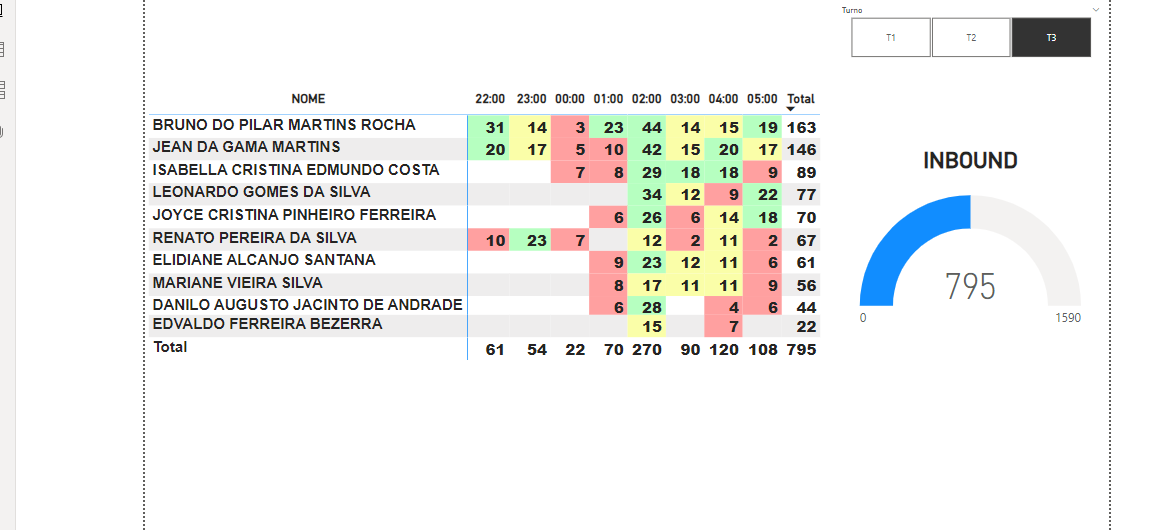 Turno
T1 T2 T3
NOME 22:00 23:00 00:00 01:00 02:00 03:00 04:00 05:00 Total
BRUNO DO PILAR MARTINS ROCHA 31 14 3 23 44 14 15 19 163
JEAN DA GAMA MARTINS 20 17 5 10 42 15 20 17 146
ISABELLA CRISTINA EDMUNDO COSTA 7 8 29 18 18 9 89
LEONARDO GOMES DA SILVA 34 12 9 22 77
JOYCE CRISTINA PINHEIRO FERREIRA 6 26 6 14 18 70
RENATO PEREIRA DA SILVA 10 23 7 12 2 11 2 67
ELIDIANE ALCANJO SANTANA 9 23 12 11 6 61
MARIANE VIEIRA SILVA 8 17 11 11 9 56
DANILO AUGUSTO JACINTO DE ANDRADE 6 28 4 6 44
EDVALDO FERREIRA BEZERRA 15 7 22
Total 61 54 22 70 270 90 120 108 795
INBOUND
795
0 1590